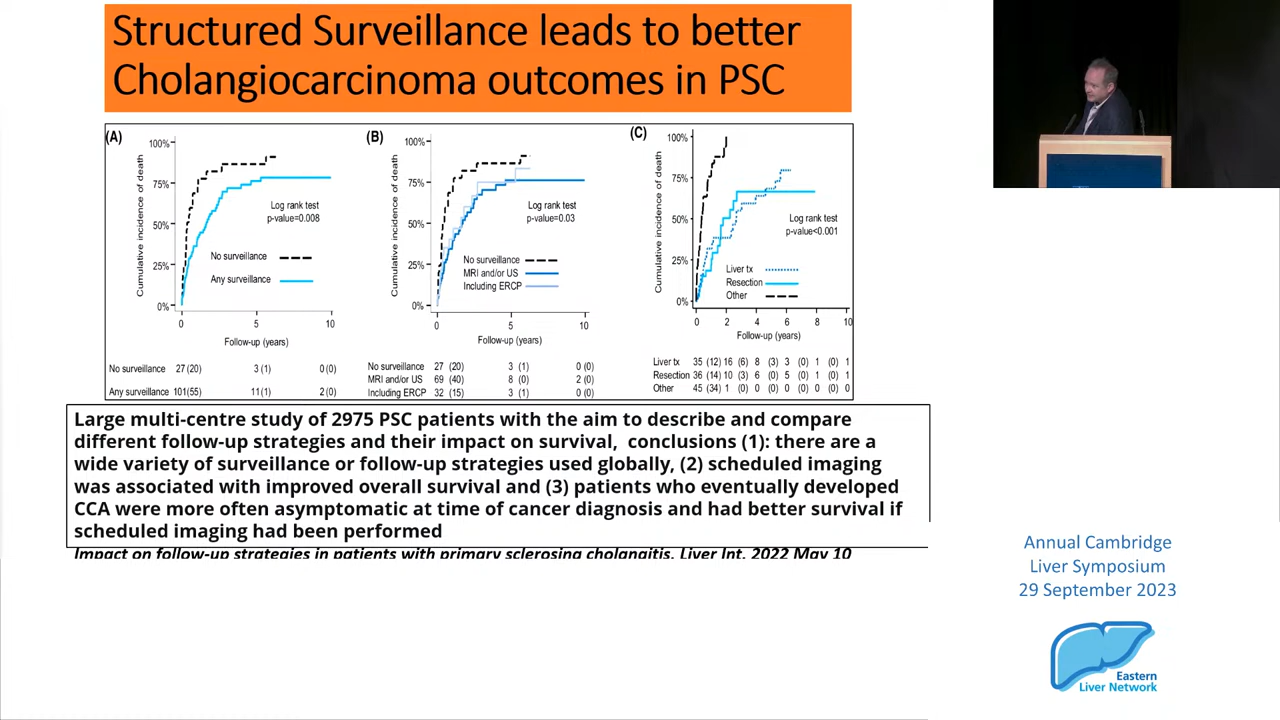 Structured Surveillance leads to better
Cholangiocarcinoma outcomes in PSC
(A)
Cumulative incidence of death
100%
75%
50%
25%
0%
Log rank test
p-value=0.008
No surveillance
Any surveillance
0 5 10
Follow-up (years)
No surveillance 27 (20) 3 (1) 0 (0)
Any surveillance 101(55) 11(1) 2(0)
(B)
Cumulative incidence of death
100%
75%
50%
25%
0%
Log rank test
p-value=0.03
No surveillance
MRI and/or US
Including ERCP
0 5 10
Follow-up (years)
No surveillance 27 (20) 3 (1) 0 (0)
MRI and/or US 69 (40) 8 (0) 2 (0)
Including ERCP 32 (15) 3 (1) 0 (0)
(C)
Cumulative incidence of death
100%
75%
50%
25%
0%
Log rank test
p-value<0.001
Liver tx
Resection
Other
0 2 4 6 8 10
Follow-up (years)
Liver tx 35 (12) 16 (6) 8 (3) 3 (0) 1 (0) 1
Resection 36 (14) 10 (3) 6 (0) 5 (0) 1 (0) 1
Other 45 (34) 1 (0) 0 (0) 0 (0) 0 (0) 0
Large multi-centre study of 2975 PSC patients with the aim to describe and compare
different follow-up strategies and their impact on survival, conclusions (1): there are a
wide variety of surveillance or follow-up strategies used globally, (2) scheduled imaging
was associated with improved overall survival and (3) patients who eventually developed
CCA were more often asymptomatic at time of cancer diagnosis and had better survival if
scheduled imaging had been performed
Impact on follow-up strategies in patients with primary sclerosing cholangitis. Liver Int. 2022 May 10
Annual Cambridge
Liver Symposium
29 September 2023
Eastern
Liver Network